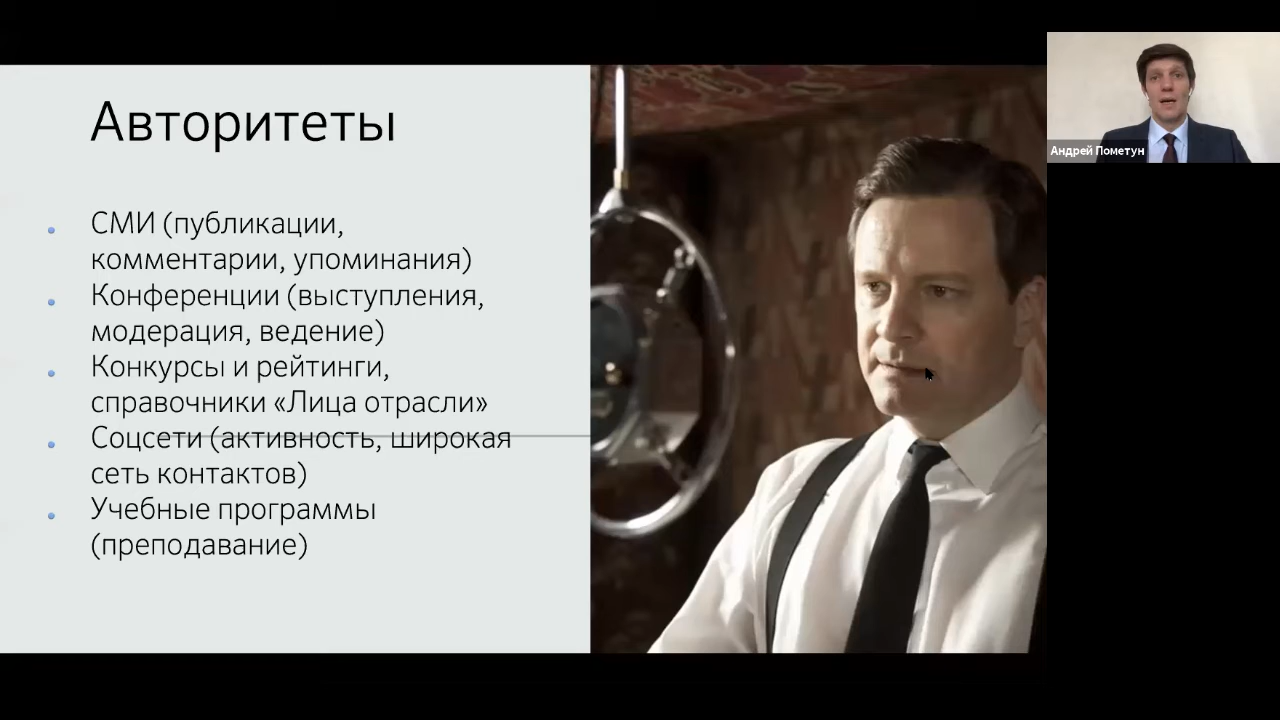 Авторитеты
СМИ (публикации,
комментарии, упоминания)
Конференции (выступления,
модерация, ведение)
Конкурсы и рейтинги,
справочники «Лица отрасли»
Соцсети (активность, широкая
сеть контактов)
Учебные программы
(преподавание)
Андрей Пометун